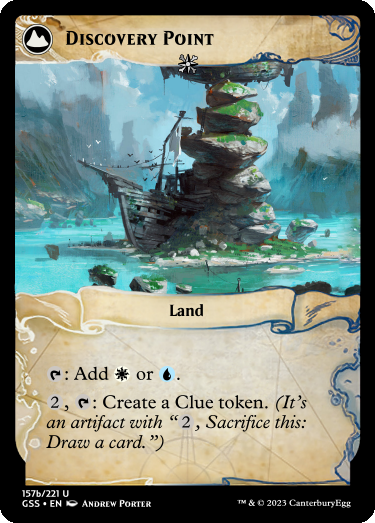 Discovery Point
Land
: Add or .
2, : Create a Clue token. (It's
an artifact with “2, Sacrifice this:
Draw a card.”)
157b/221 U
GSS • EN Andrew Porter
™ & © 2023 CanterburyEgg